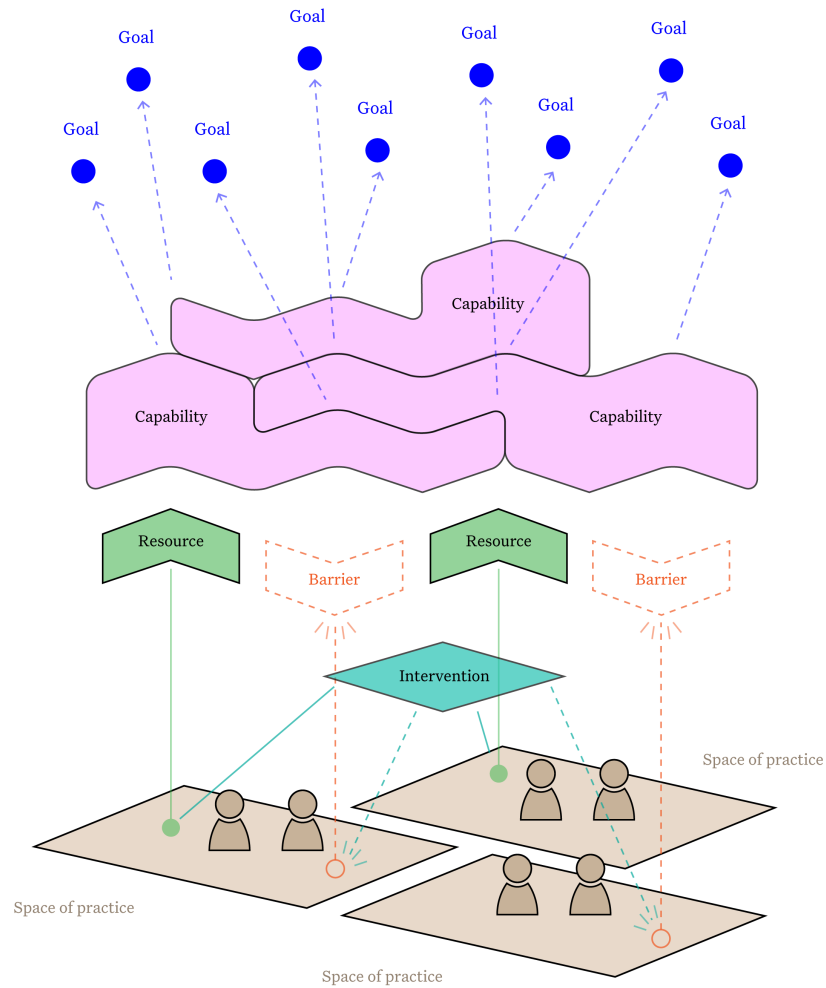 Goal
Goal
Goal
Goal
Goal
Goal
Goal
Goal
Goal
Capability
Capability
Capability
Resource
Resource
Barrier
Barrier
Intervention
Space of practice
Space of practice
Space of practice